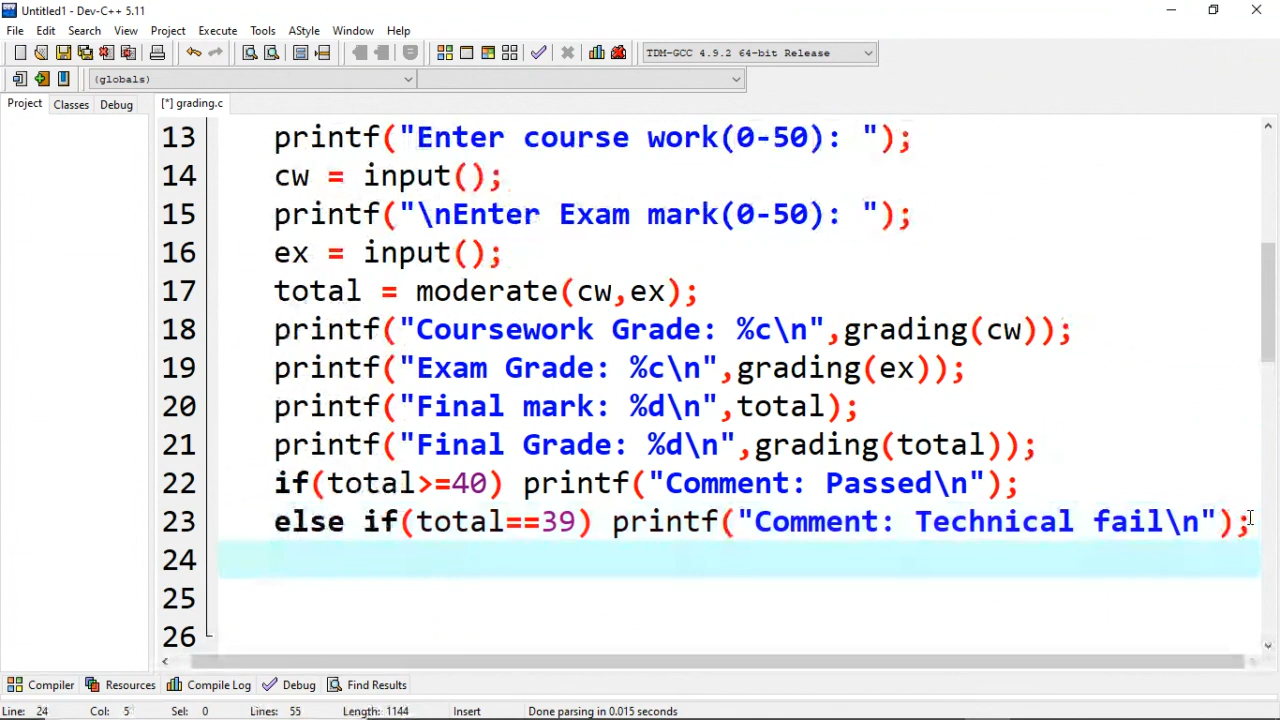 Untitled1 - Dev-C++ 5.11
File Edit Search View Project Execute Tools AStyle Window Help
TDM-GCC 4.9.2 64-bit Release
(globals)
Project Classes Debug [*] grading.c
13 printf("Enter course work(0-50): ");
14 cw = input();
15 printf("\nEnter Exam mark(0-50): ");
16 ex = input();
17 total = moderate(cw,ex);
18 printf("Coursework Grade: %c\n",grading(cw));
19 printf("Exam Grade: %c\n",grading(ex));
20 printf("Final mark: %d\n",total);
21 printf("Final Grade: %d\n",grading(total));
22 if(total>=40) printf("Comment: Passed\n");
23 else if(total==39) printf("Comment: Technical fail\n");
24
25
26
Compiler Resources Compile Log Debug Find Results
Line: 24 Col: 5 Sel: 0 Lines: 55 Length: 1144 Insert Done parsing in 0.015 seconds